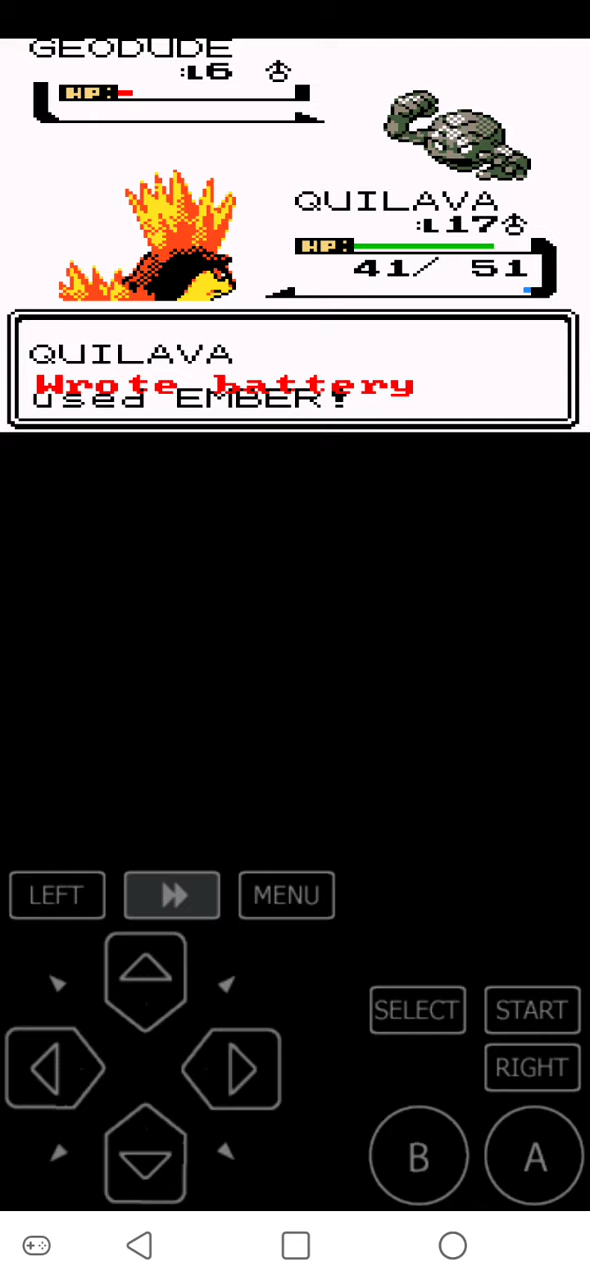 GEODUDE
:L6 ♂
HP:
QUILAVA
:L17♂
HP:
41/ 51
QUILAVA
Wrote battery
used EMBER!
LEFT
MENU
SELECT
START
RIGHT
B
A